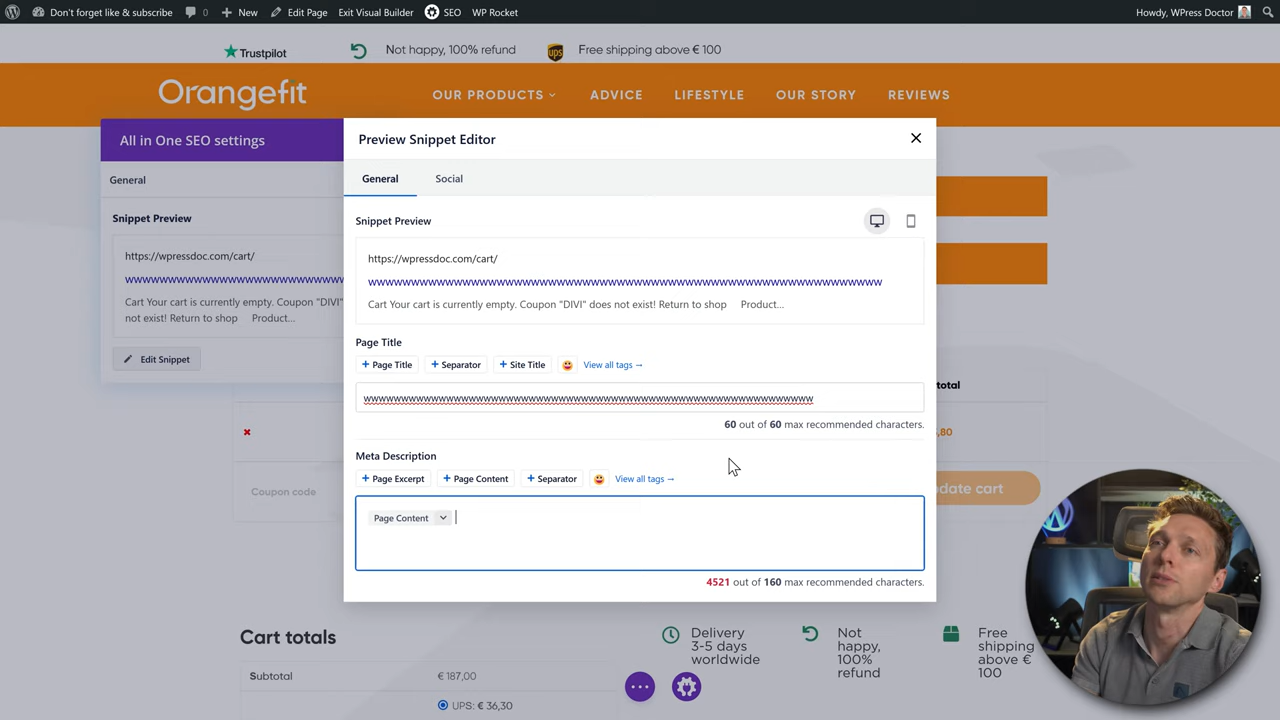 Don't forget like & subscribe 0 New Edit Page Exit Visual Builder SEO WP Rocket Howdy, WPress Doctor
Trustpilot Not happy, 100% refund ups Free shipping above € 100
Orangefit OUR PRODUCTS ADVICE LIFESTYLE OUR STORY REVIEWS
All in One SEO settings
General
Snippet Preview
https://wpressdoc.com/cart/
Cart Your cart is currently empty. Coupon "DIVI"
not exist! Return to shop Product...
Edit Snippet
Preview Snippet Editor
General Social
Snippet Preview
https://wpressdoc.com/cart/
Cart Your cart is currently empty. Coupon "DIVI" does not exist! Return to shop Product...
Page Title
+ Page Title + Separator + Site Title View all tags →
60 out of 60 max recommended characters.
Meta Description
+ Page Excerpt + Page Content + Separator View all tags →
Page Content
4521 out of 160 max recommended characters.
Coupon code
Cart totals
Subtotal € 187,00
UPS: € 36,30
Delivery
3-5 days
worldwide
Not
happy,
100%
refund
Free
shipping
above €
100